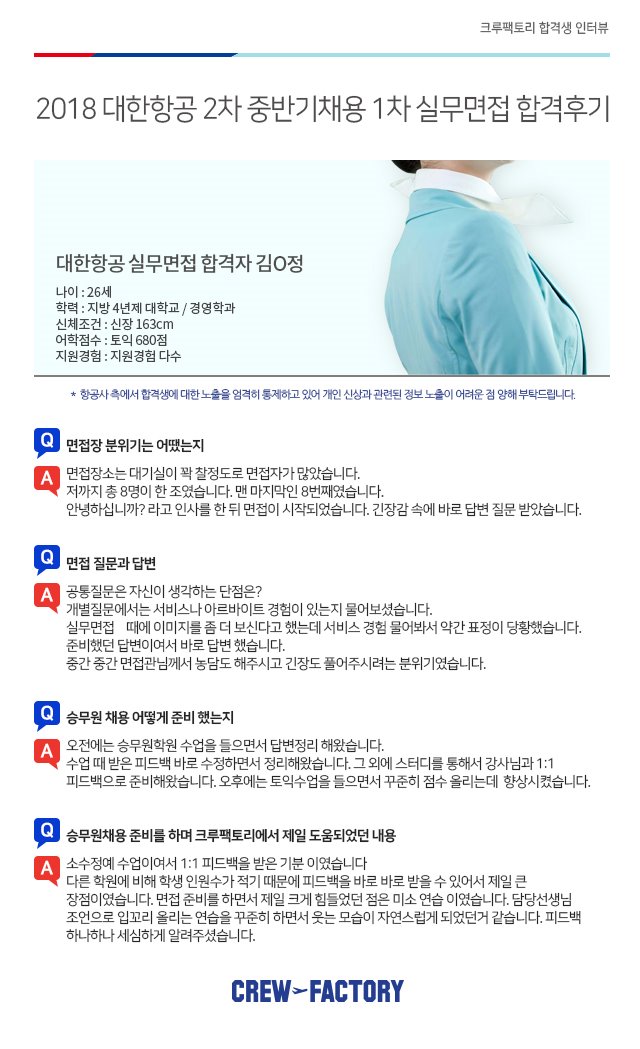 크루팩토리 합격생 인터뷰
2018 대한항공 2차 중반기채용 1차 실무면접 합격후기
대한항공 실무면접 합격자 김O정
나이 : 26세
학력 : 지방 4년제 대학교 / 경영학과
신체조건 : 신장 163cm
어학점수 : 토익 680점
지원경험 : 지원경험 다수
* 항공사 측에서 합격생에 대한 노출을 엄격히 통제하고 있어 개인 신상과 관련된 정보 노출이 어려운 점 양해 부탁드립니다.
Q 면접장 분위기는 어땠는지
A 면접장소는 대기실이 꽉 찰정도로 면접자가 많았습니다.
저까지 총 8명이 한 조였습니다. 맨 마지막인 8번째였습니다.
안녕하십니까? 라고 인사를 한 뒤 면접이 시작되었습니다. 긴장감 속에 바로 답변 질문 받았습니다.
Q 면접 질문과 답변
A 공통질문은 자신이 생각하는 단점은?
개별질문에서는 서비스나 아르바이트 경험이 있는지 물어보셨습니다.
실무면접 때에 이미지를 좀 더 보신다고 했는데 서비스 경험 물어봐서 약간 표정이 당황했습니다.
준비했던 답변이여서 바로 답변 했습니다.
중간 중간 면접관님께서 농담도 해주시고 긴장도 풀어주시려는 분위기였습니다.
Q 승무원 채용 어떻게 준비 했는지
A 오전에는 승무원학원 수업을 들으면서 답변정리 해왔습니다.
수업 때 받은 피드백 바로 수정하면서 정리해왔습니다. 그 외에 스터디를 통해서 강사님과 1:1
피드백으로 준비해왔습니다. 오후에는 토익수업을 들으면서 꾸준히 점수 올리는데 향상시켰습니다.
Q 승무원채용 준비를 하며 크루팩토리에서 제일 도움되었던 내용
A 소수정예 수업이여서 1:1 피드백을 받은 기분 이였습니다
다른 학원에 비해 학생 인원수가 적기 때문에 피드백을 바로 바로 받을 수 있어서 제일 큰
장점이였습니다. 면접 준비를 하면서 제일 크게 힘들었던 점은 미소 연습 이였습니다. 담당선생님
조언으로 입꼬리 올리는 연습을 꾸준히 하면서 웃는 모습이 자연스럽게 되었던거 같습니다. 피드백
하나하나 세심하게 알려주셨습니다.
CREW FACTORY